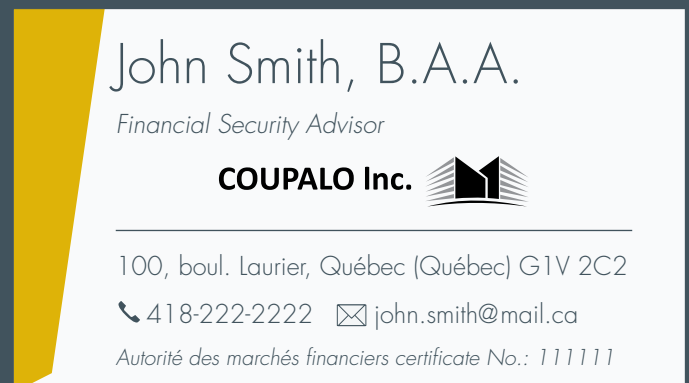 John Smith, B.A.A.
Financial Security Advisor
COUPALO Inc.
100, boul. Laurier, Québec (Québec) G1V 2C2
418-222-2222 john.smith@mail.ca
Autorité des marchés financiers certificate No.: 111111